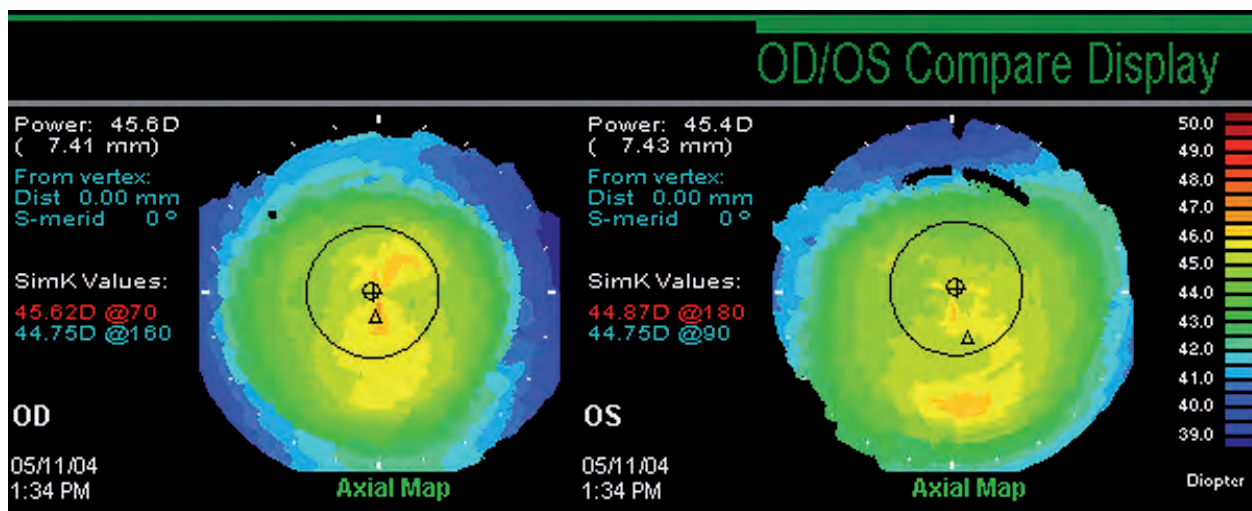 OD/OS Compare Display
Power: 45.6D
( 7.41 mm)
From vertex:
Dist 0.00 mm
S-merid 0 º
SimK Values:
45.62D @70
44.75D @160
OD
05/11/04
1:34 PM
Axial Map
Power: 45.4D
( 7.43 mm)
From vertex:
Dist 0.00 mm
S-merid 0 º
SimK Values:
44.87D @180
44.75D @90
OS
05/11/04
1:34 PM
Axial Map
50.0
49.0
48.0
47.0
46.0
45.0
44.0
43.0
42.0
41.0
40.0
39.0
Diopter